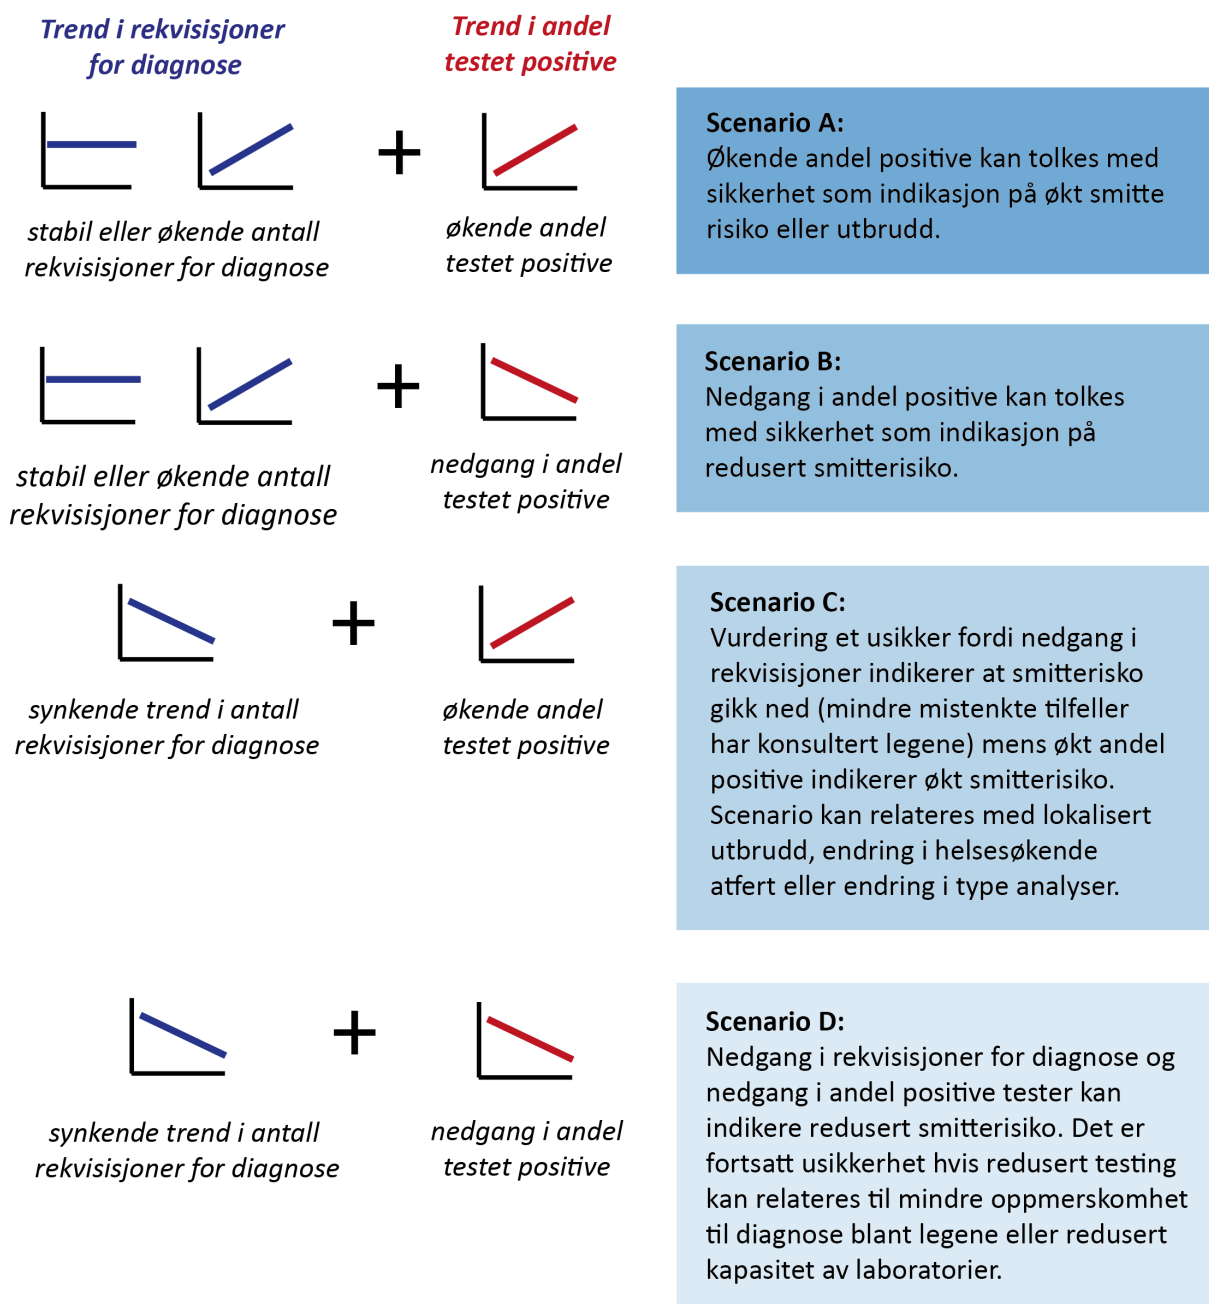 Trend i rekvisisjoner
for diagnose
Trend i andel
testet positive
stabil eller økende antall
rekvisisjoner for diagnose
økende andel
testet positive
Scenario A:
Økende andel positive kan tolkes med
sikkerhet som indikasjon på økt smitte
risiko eller utbrudd.
stabil eller økende antall
rekvisisjoner for diagnose
nedgang i andel
testet positive
Scenario B:
Nedgang i andel positive kan tolkes
med sikkerhet som indikasjon på
redusert smitterisiko.
synkende trend i antall
rekvisisjoner for diagnose
økende andel
testet positive
Scenario C:
Vurdering et usikker fordi nedgang i
rekvisisjoner indikerer at smitterisko
gikk ned (mindre mistenkte tilfeller
har konsultert legene) mens økt andel
positive indikerer økt smitterisiko.
Scenario kan relateres med lokalisert
utbrudd, endring i helsesøkende
atfert eller endring i type analyser.
synkende trend i antall
rekvisisjoner for diagnose
nedgang i andel
testet positive
Scenario D:
Nedgang i rekvisisjoner for diagnose og
nedgang i andel positive tester kan
indikere redusert smitterisiko. Det er
fortsatt usikkerhet hvis redusert testing
kan relateres til mindre oppmerskomhet
til diagnose blant legene eller redusert
kapasitet av laboratorier.